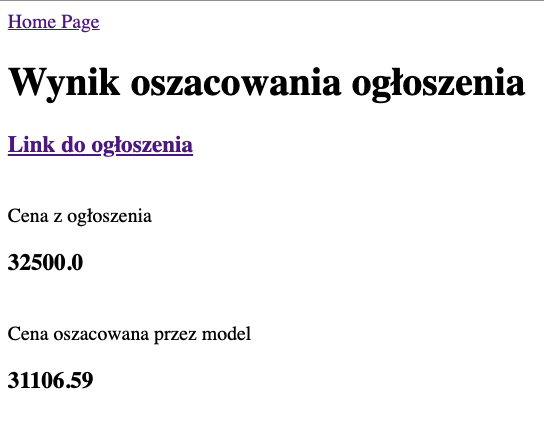 Home Page
Wynik oszacowania ogłoszenia
Link do ogłoszenia
Cena z ogłoszenia
32500.0
Cena oszacowana przez model
31106.59